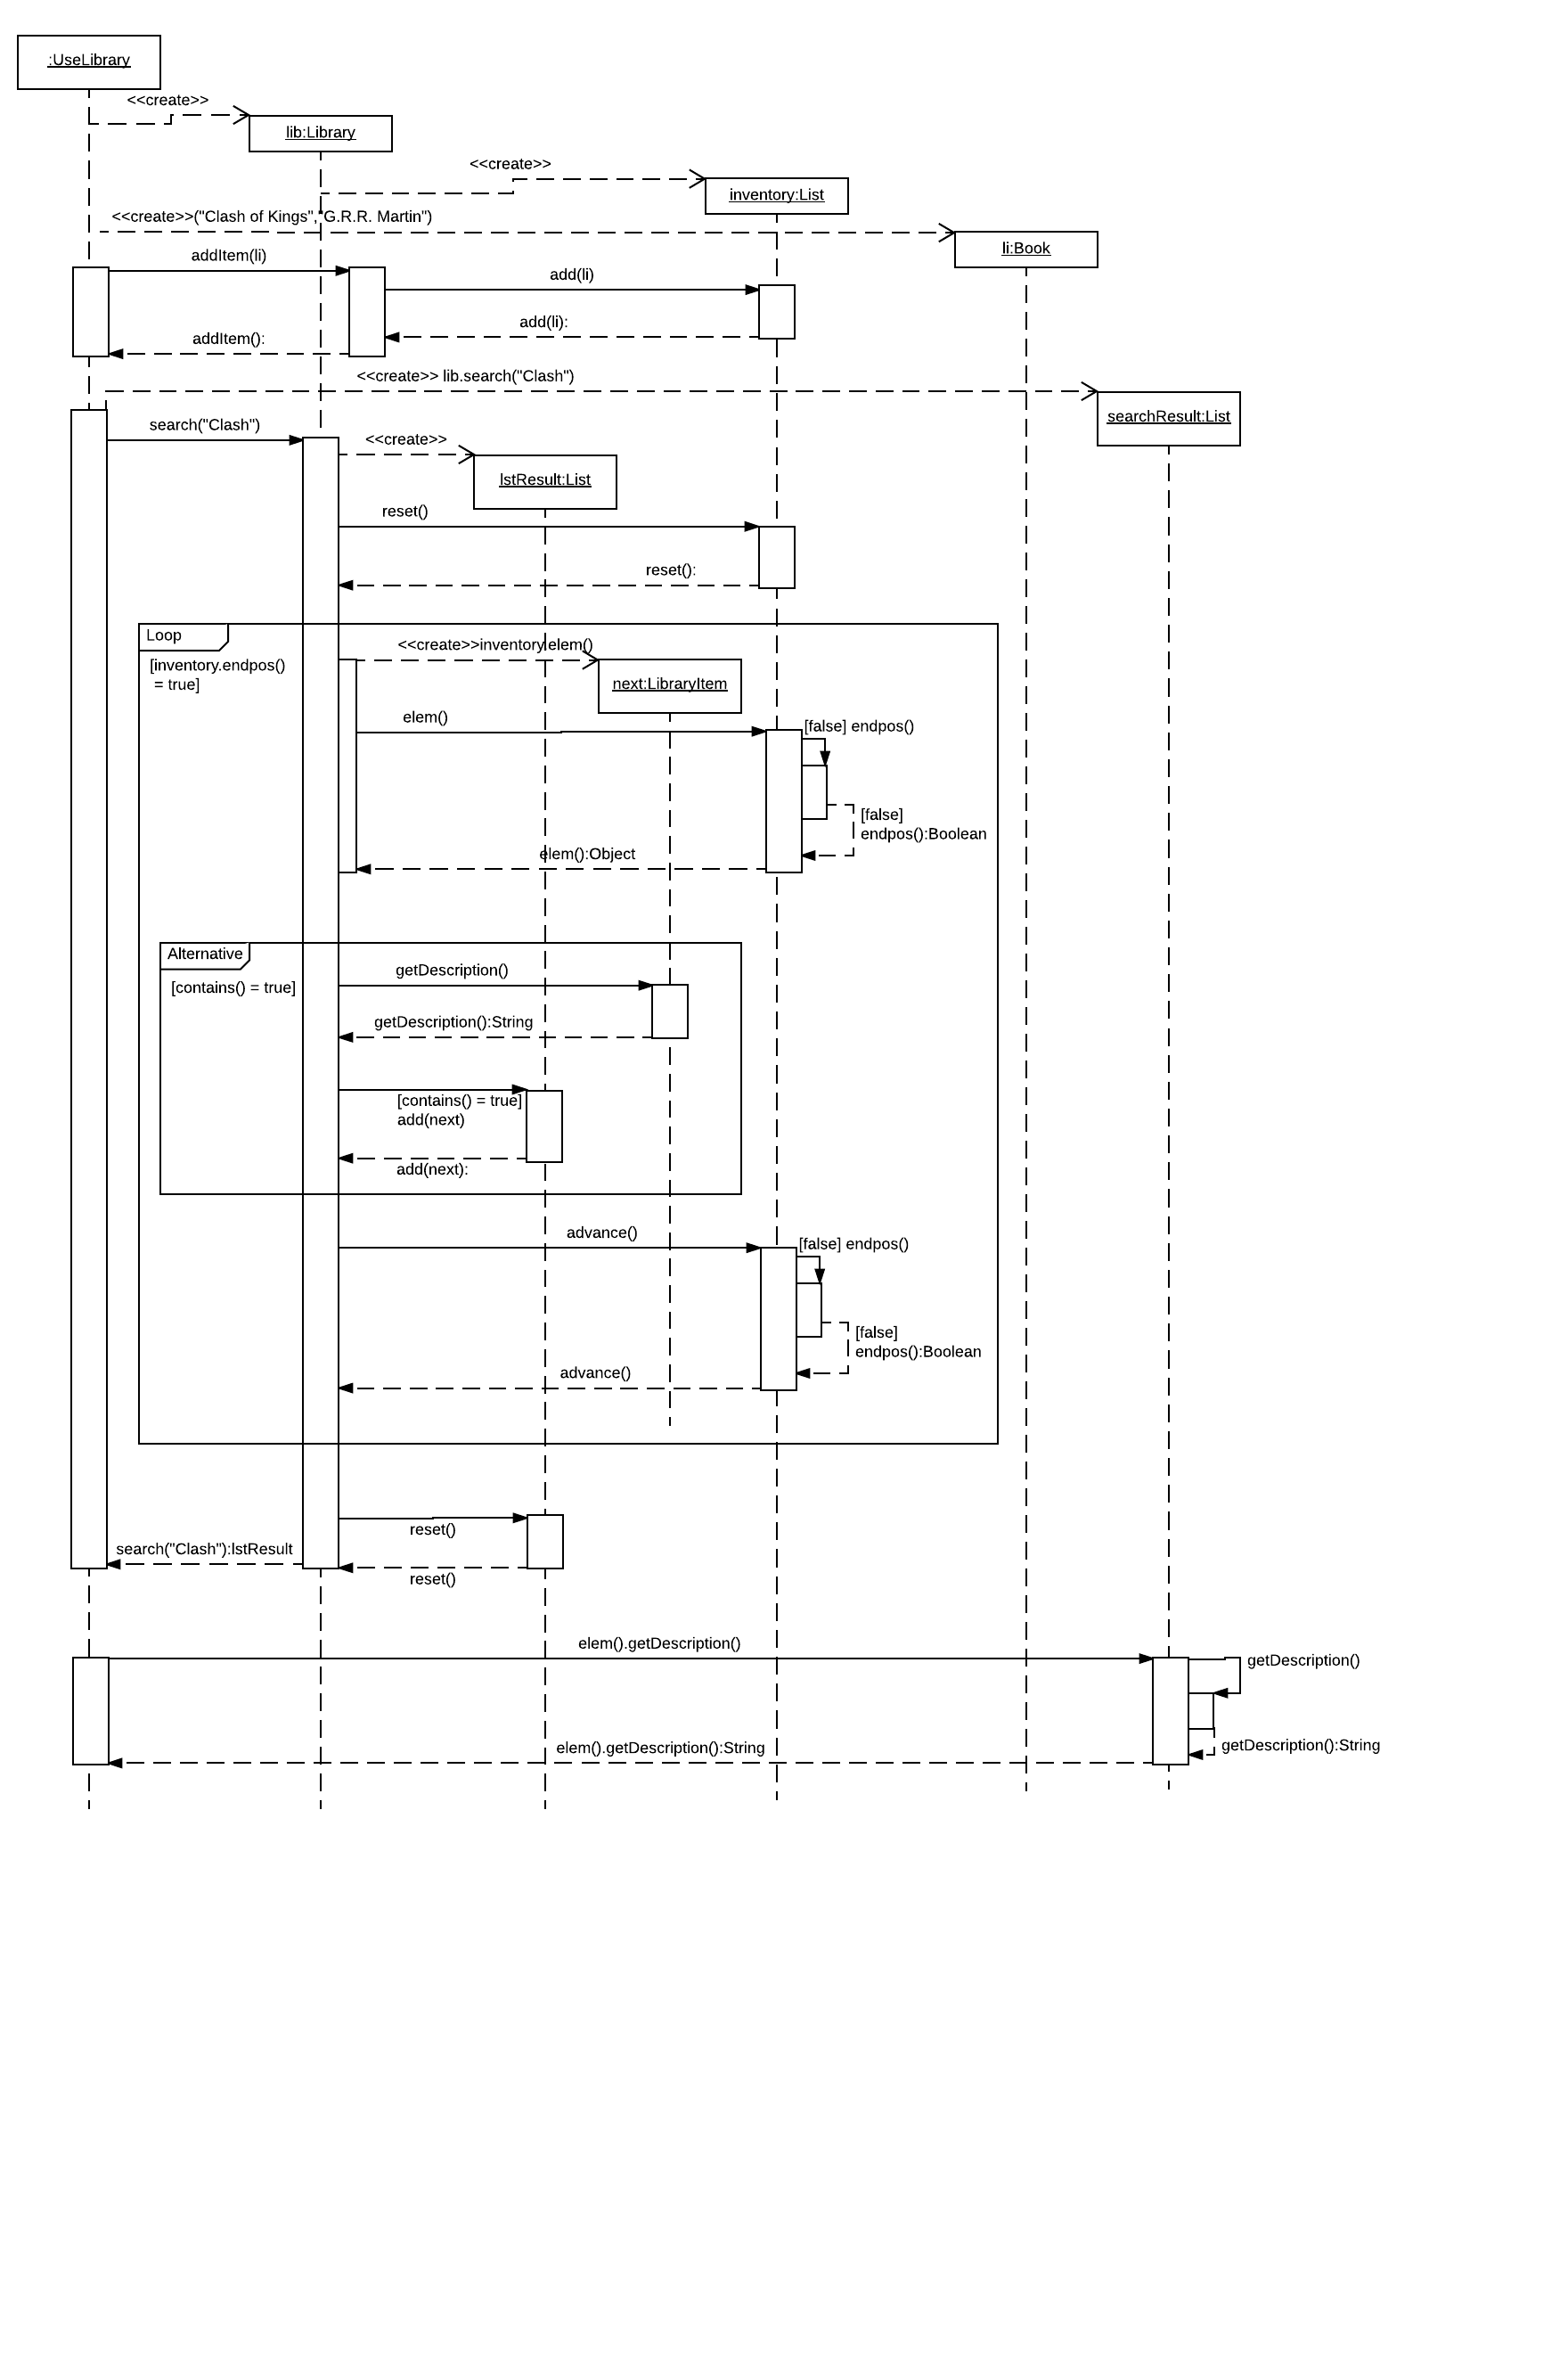 :UseLibrary
<<create>>
lib:Library
<<create>>
inventory:List
<<create>>("Clash of Kings","G.R.R. Martin")
li:Book
addItem(li)
add(li)
add(li):
addItem():
<<create>> lib.search("Clash")
searchResult:List
search("Clash")
<<create>>
lstResult:List
reset()
reset():
Loop
<<create>>inventory.elem()
[inventory.endpos()
= true]
next:LibraryItem
elem()
[false] endpos()
[false]
endpos():Boolean
elem():Object
Alternative
getDescription()
[contains() = true]
getDescription():String
[contains() = true]
add(next)
add(next):
advance()
[false] endpos()
[false]
endpos():Boolean
advance()
reset()
search("Clash"):lstResult
reset()
elem().getDescription()
getDescription()
getDescription():String
elem().getDescription():String